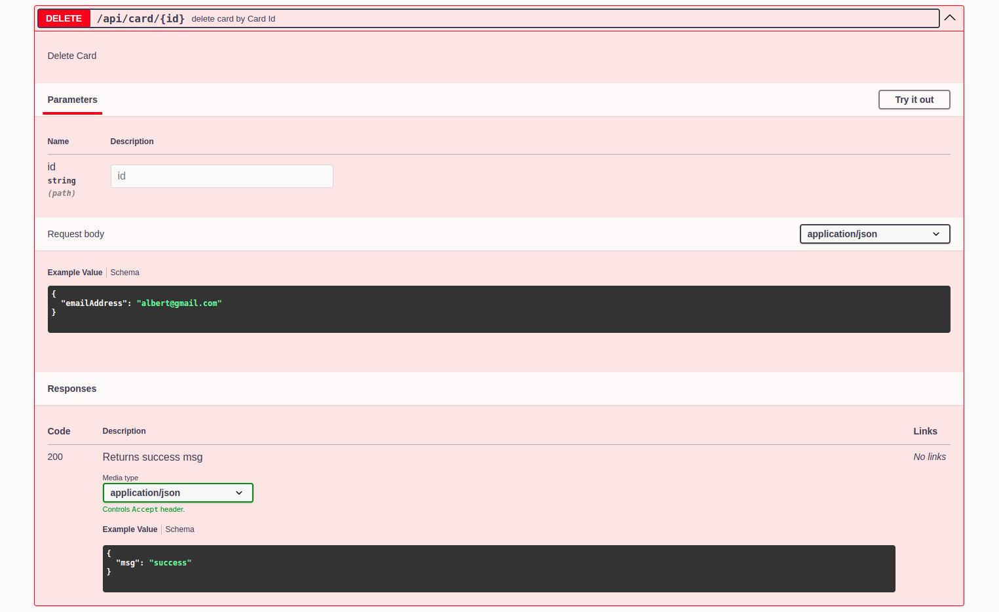 DELETE /api/card/{id} delete card by Card Id
Delete Card
Parameters Try it out
Name Description
id id
string
(path)
Request body application/json
Example Value Schema
{
"emailAddress": "albert@gmail.com"
}
Responses
Code Description Links
200 Returns success msg No links
Media type
application/json
Controls Accept header.
Example Value Schema
{
"msg": "success"
}